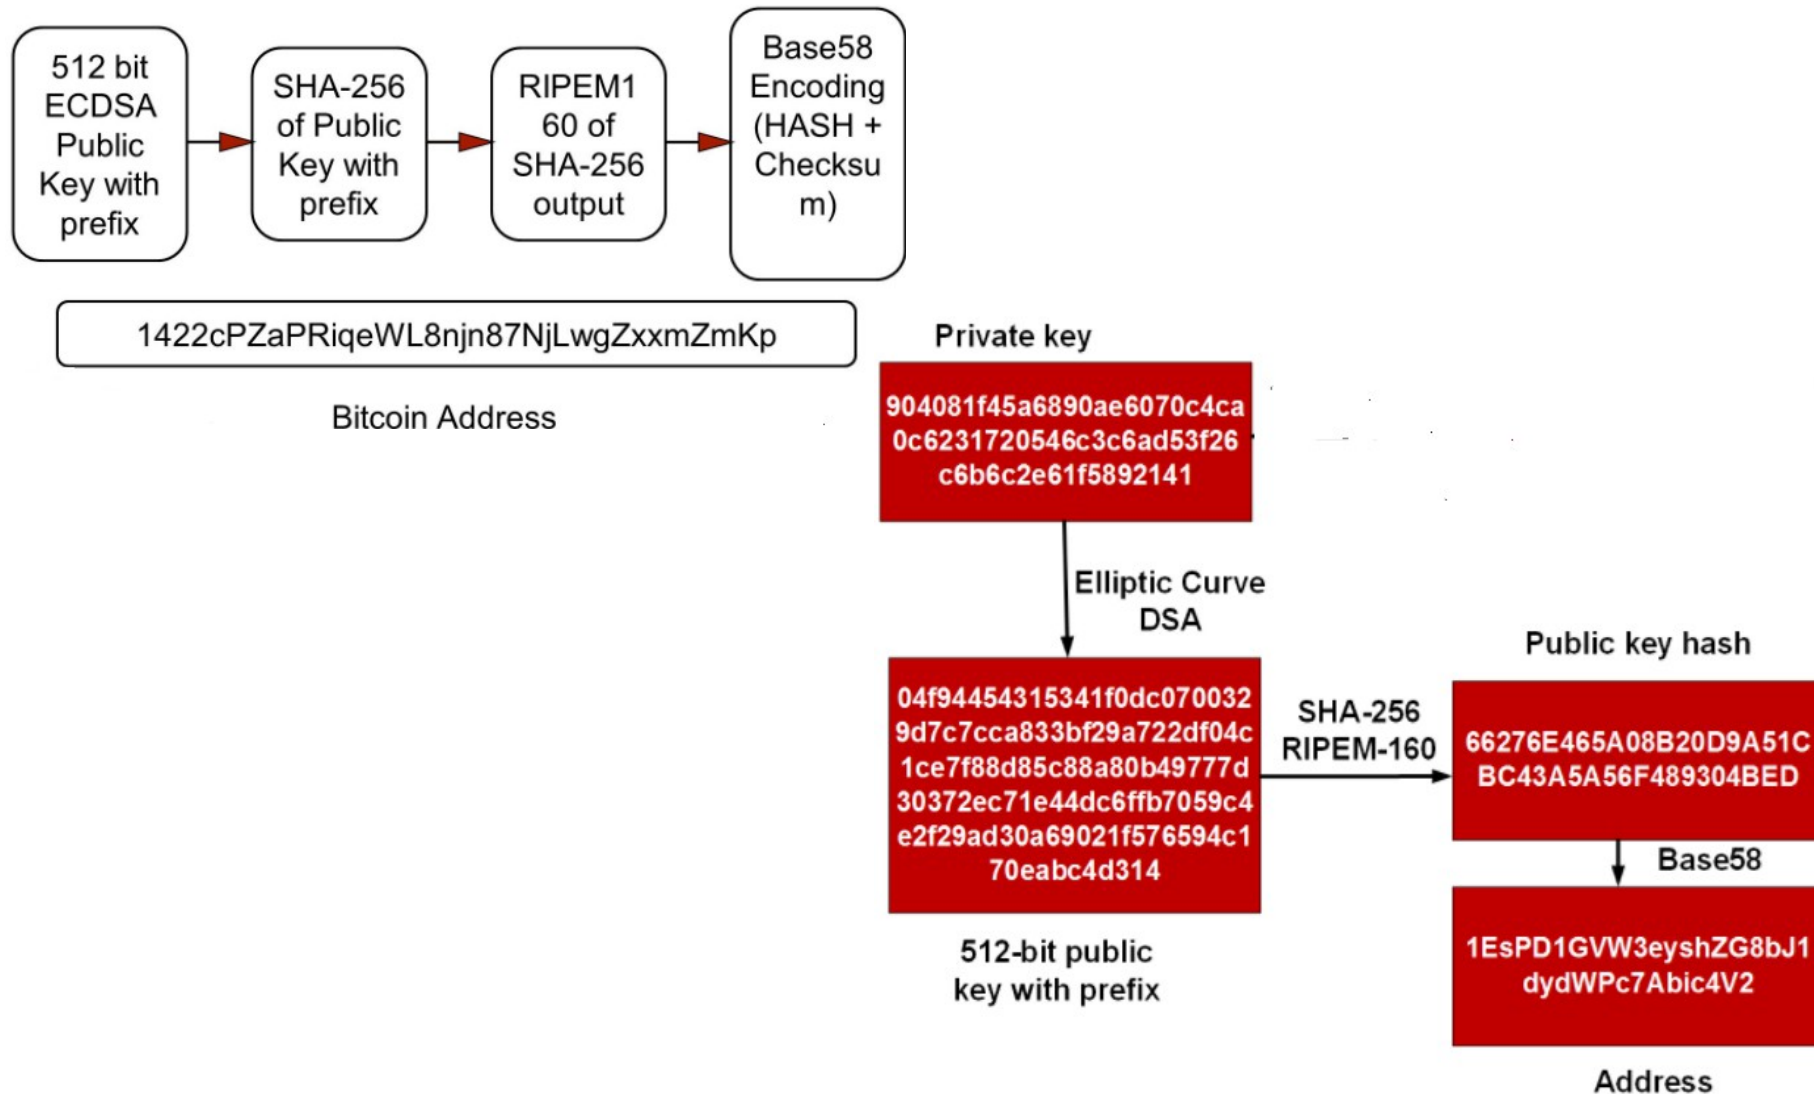 512 bit
ECDSA
Public
Key with
prefix
SHA-256
of Public
Key with
prefix
RIPEM1
60 of
SHA-256
output
Base58
Encoding
(HASH +
Checksu
m)
1422cPZaPRiqeWL8njn87NjLwgZxxmZmKp
Bitcoin Address
Private key
904081f45a6890ae6070c4ca
0c6231720546c3c6ad53f26
c6b6c2e61f5892141
Elliptic Curve
DSA
04f94454315341f0dc070032
9d7c7cca833bf29a722df04c
1ce7f88d85c88a80b49777d
30372ec71e44dc6ffb7059c4
e2f29ad30a69021f576594c1
70eabc4d314
512-bit public
key with prefix
SHA-256
RIPEM-160
Public key hash
66276E465A08B20D9A51C
BC43A5A56F489304BED
Base58
1EsPD1GVW3eyshZG8bJ1
dydWPc7Abic4V2
Address